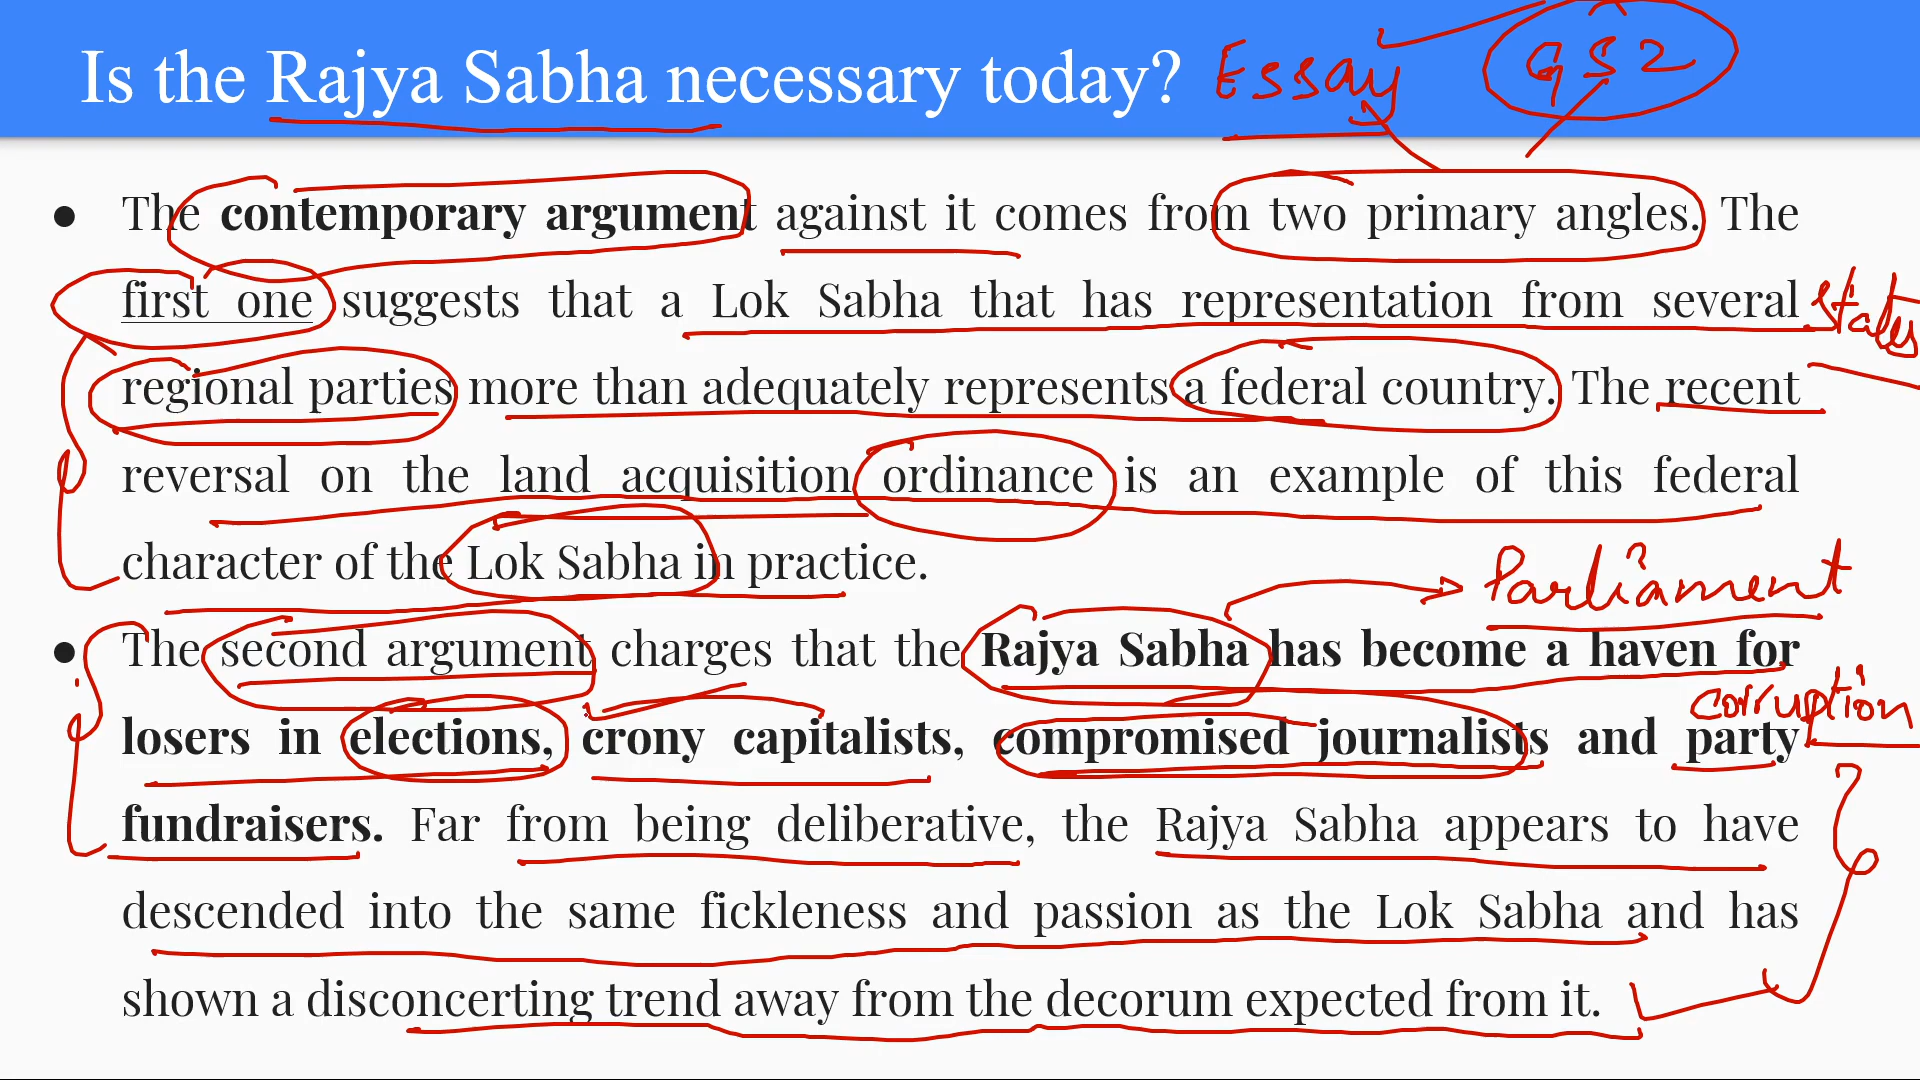 Is the Rajya Sabha necessary today? Essay GS2
• The contemporary argument against it comes from two primary angles. The
first one suggests that a Lok Sabha that has representation from several States
regional parties more than adequately represents a federal country. The recent
reversal on the land acquisition ordinance is an example of this federal
character of the Lok Sabha in practice.
Parliament
• The second argument charges that the Rajya Sabha has become a haven for
corruption
losers in elections, crony capitalists, compromised journalists and party
fundraisers. Far from being deliberative, the Rajya Sabha appears to have
descended into the same fickleness and passion as the Lok Sabha and has
shown a disconcerting trend away from the decorum expected from it.